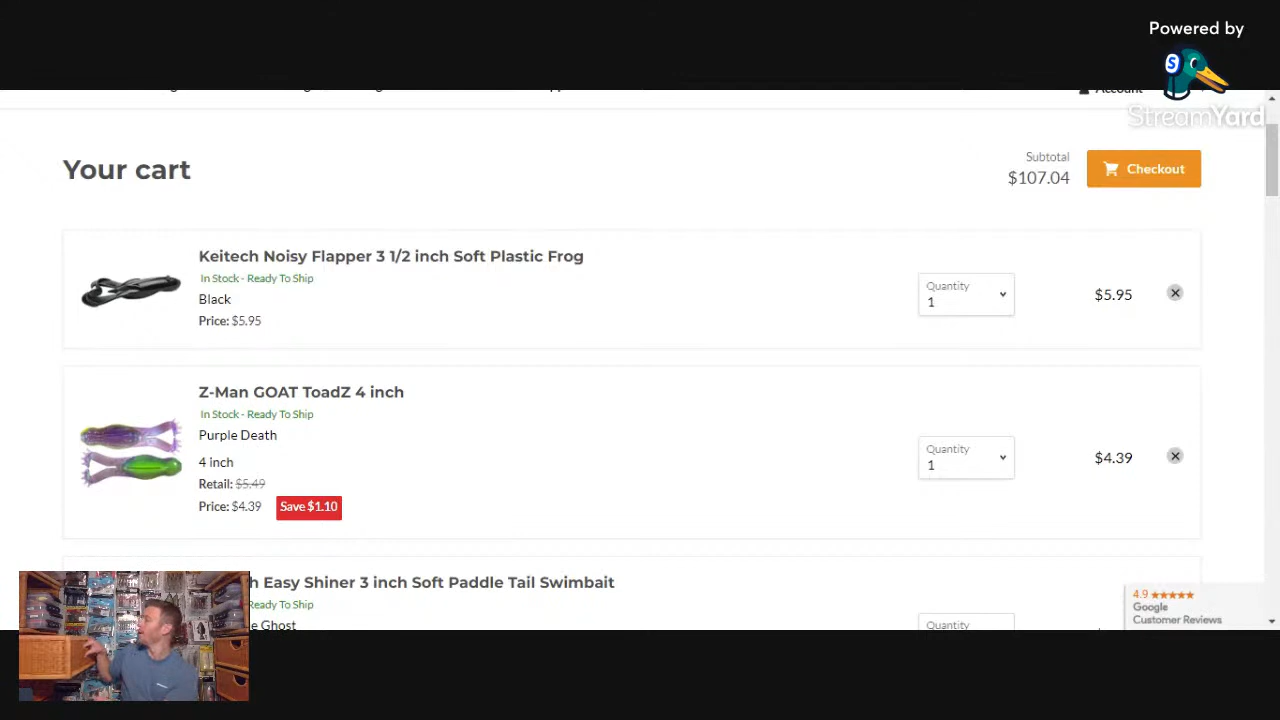 Powered by
S
StreamYard
Account
Your cart
Subtotal
$107.04
Checkout
Keitech Noisy Flapper 3 1/2 inch Soft Plastic Frog
In Stock - Ready To Ship
Black
Price: $5.95
Quantity
1
$5.95
Z-Man GOAT ToadZ 4 inch
In Stock - Ready To Ship
Purple Death
4 inch
Retail: $5.49
Price: $4.39
Save $1.10
Quantity
1
$4.39
Easy Shiner 3 inch Soft Paddle Tail Swimbait
Ready To Ship
Ghost
Quantity
4.9
Google
Customer Reviews